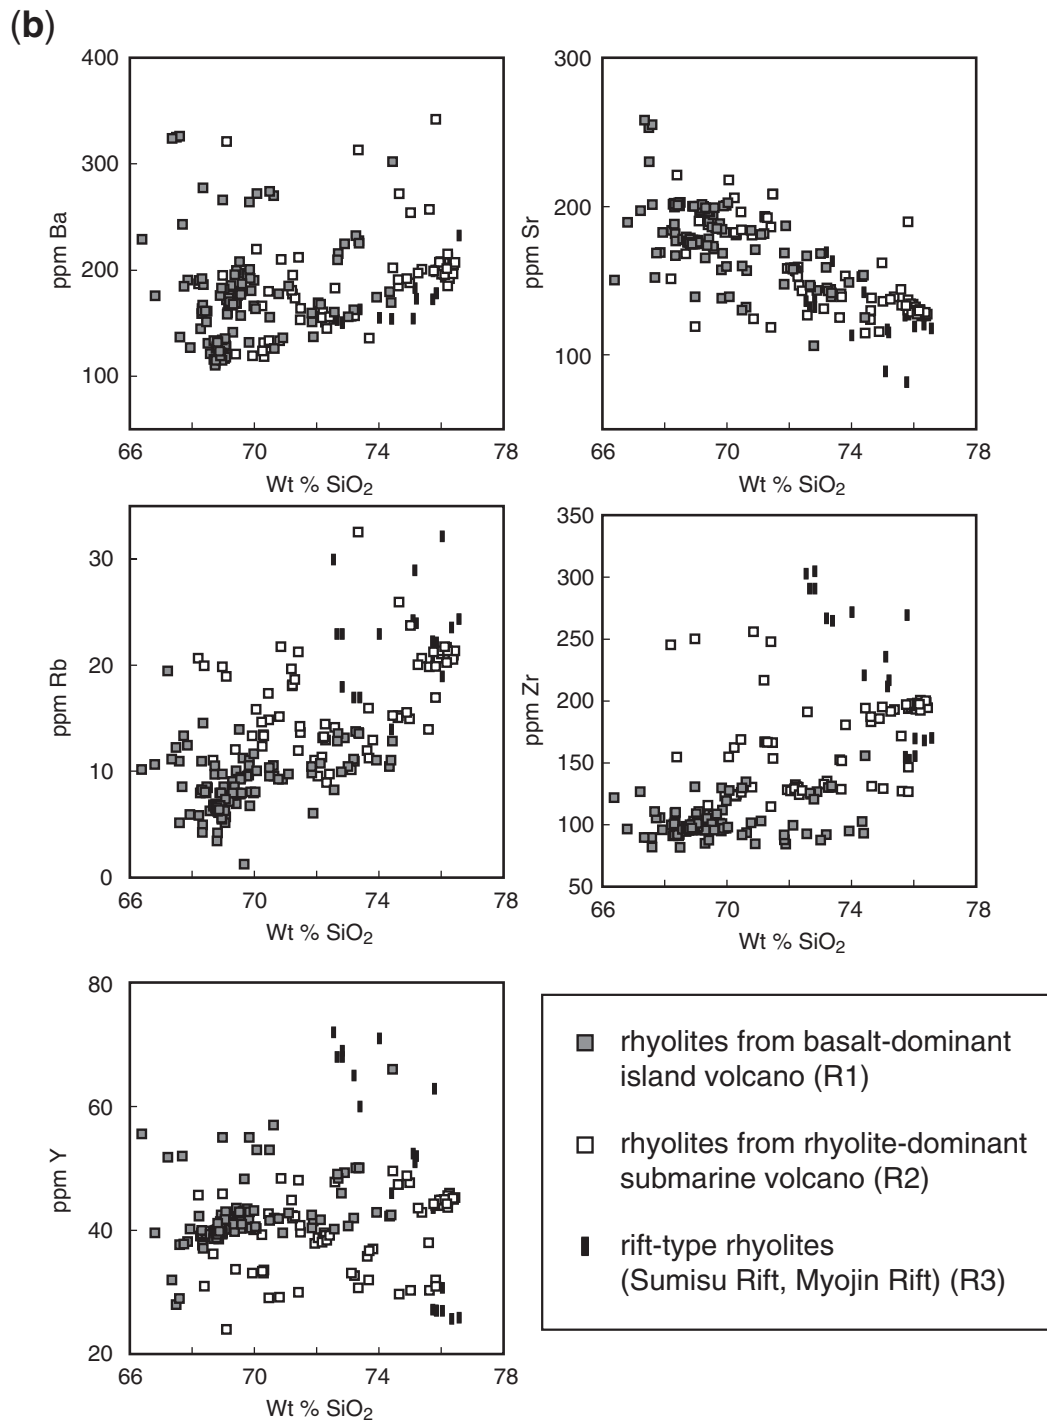 (b)
400
300
200
100
ppm Ba
66 70 74 78
Wt % SiO2
300
200
100
ppm Sr
66 70 74 78
Wt % SiO2
30
20
10
0
ppm Rb
66 70 74 78
Wt % SiO2
350
300
250
200
150
100
50
ppm Zr
66 70 74 78
Wt % SiO2
80
60
40
20
ppm Y
66 70 74 78
Wt % SiO2
rhyolites from basalt-dominant
island volcano (R1)
rhyolites from rhyolite-dominant
submarine volcano (R2)
rift-type rhyolites
(Sumisu Rift, Myojin Rift) (R3)